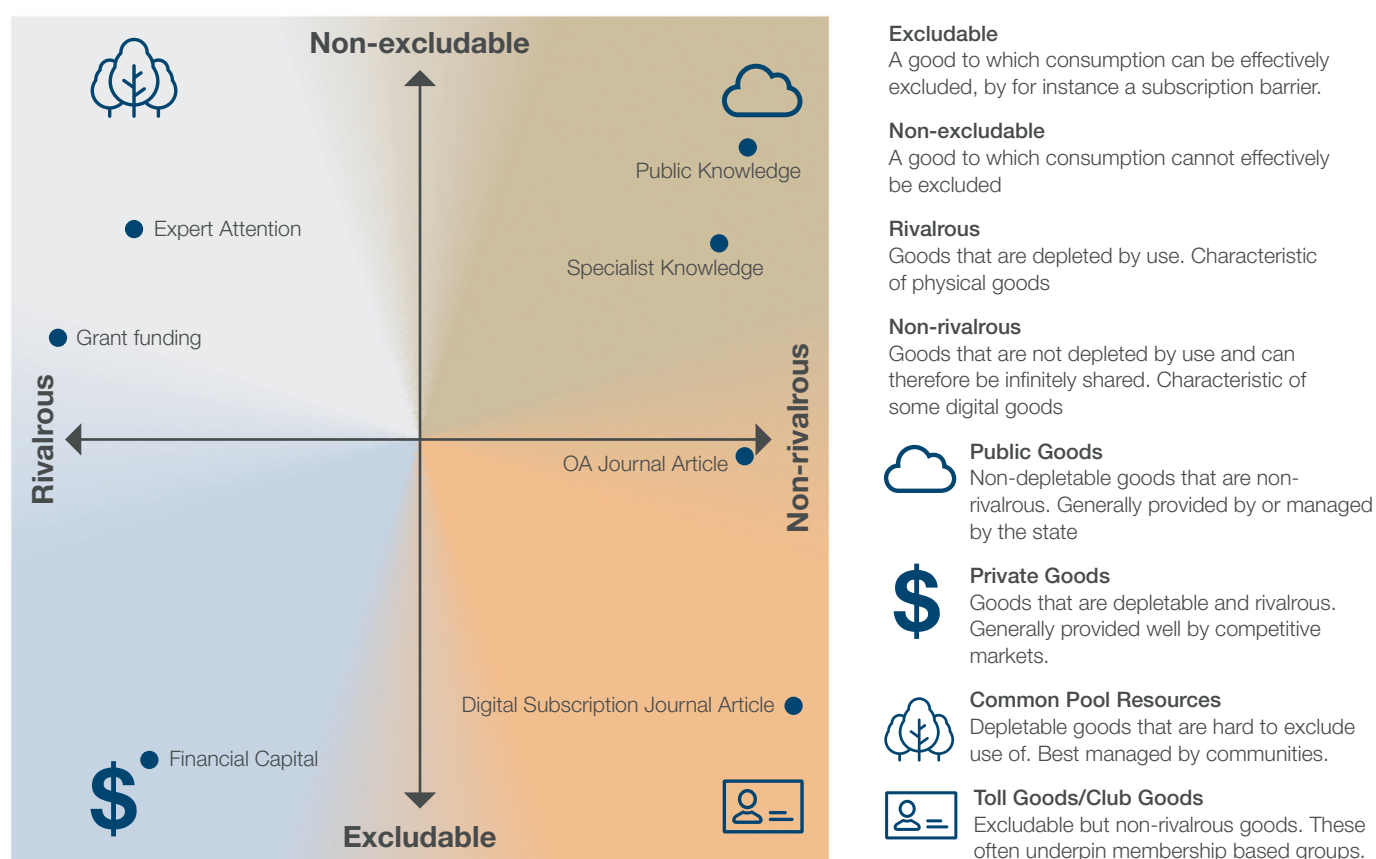 Non-excludable
Public Knowledge
Expert Attention
Specialist Knowledge
Grant funding
Rivalrous
Non-rivalrous
OA Journal Article
Digital Subscription Journal Article
Financial Capital
$
Excludable
Excludable
A good to which consumption can be effectively
excluded, by for instance a subscription barrier.
Non-excludable
A good to which consumption cannot effectively
be excluded
Rivalrous
Goods that are depleted by use. Characteristic
of physical goods
Non-rivalrous
Goods that are not depleted by use and can
therefore be infinitely shared. Characteristic of
some digital goods
Public Goods
Non-depletable goods that are non-
rivalrous. Generally provided by or managed
by the state
$
Private Goods
Goods that are depletable and rivalrous.
Generally provided well by competitive
markets.
Common Pool Resources
Depletable goods that are hard to exclude
use of. Best managed by communities.
Toll Goods/Club Goods
Excludable but non-rivalrous goods. These
often underpin membership based groups.